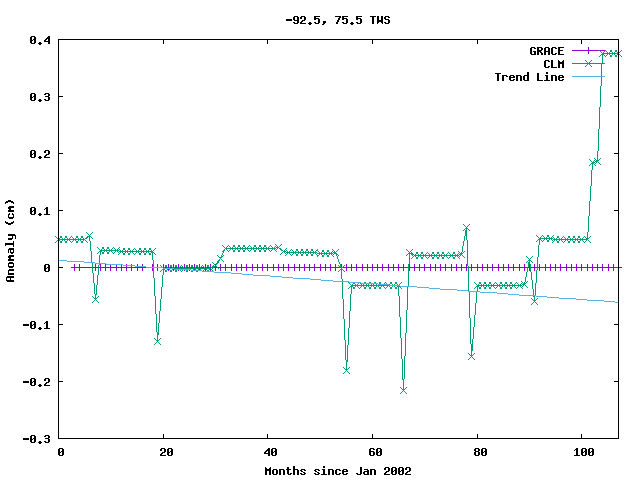 -92.5, 75.5 TWS
GRACE
CLM
Trend Line
0.4
0.3
0.2
0.1
0
-0.1
-0.2
-0.3
Anomaly (cm)
0 20 40 60 80 100
Months since Jan 2002